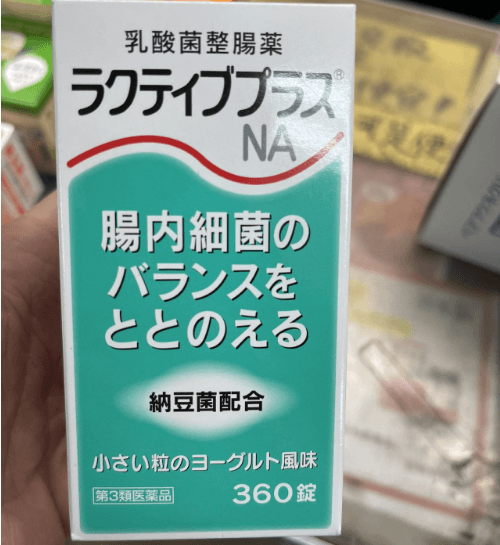 乳酸菌整腸薬
ラクティブプラス®
NA
腸内細菌の
バランスを
ととのえる
納豆菌配合
小さい粒のヨーグルト風味
第3類医薬品
360錠